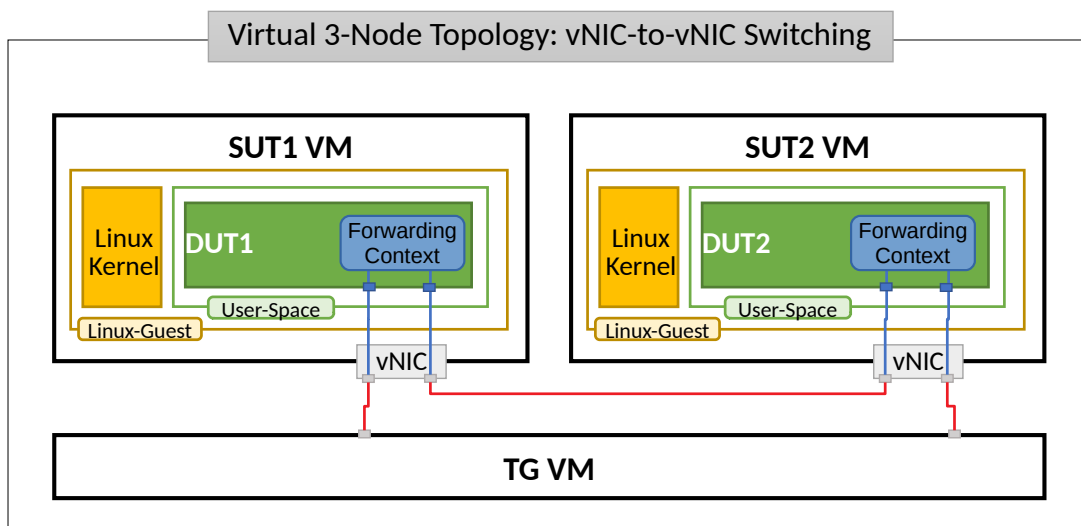 Virtual 3-Node Topology: vNIC-to-vNIC Switching
SUT1 VM
Linux
Kernel
DUT1
Forwarding
Context
User-Space
Linux-Guest
vNIC
SUT2 VM
Linux
Kernel
DUT2
Forwarding
Context
User-Space
Linux-Guest
vNIC
TG VM